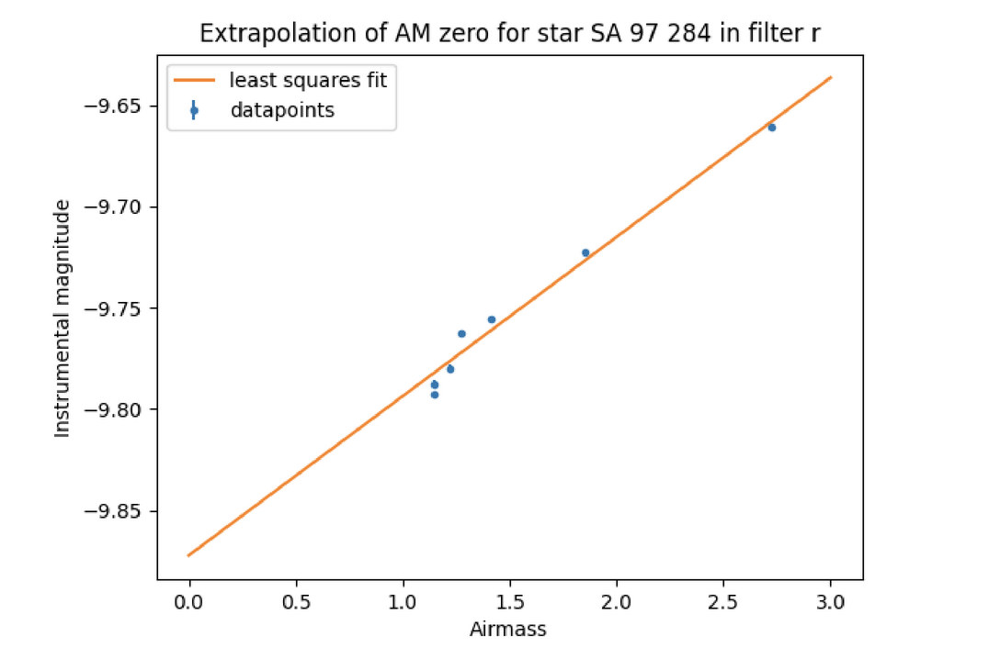 Extrapolation of AM zero for star SA 97 284 in filter r
least squares fit
datapoints
Instrumental magnitude
−9.65
−9.70
−9.75
−9.80
−9.85
0.0 0.5 1.0 1.5 2.0 2.5 3.0
Airmass